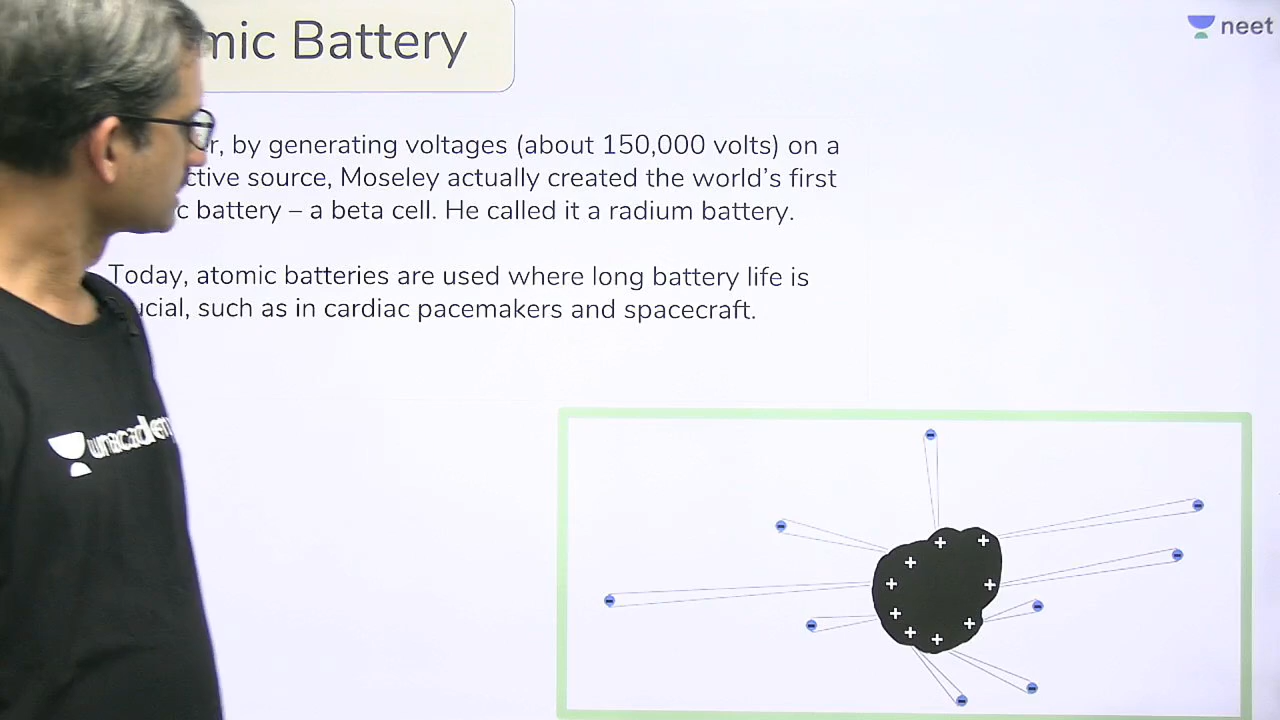 mic Battery
neet
r, by generating voltages (about 150,000 volts) on a
ctive source, Moseley actually created the world’s first
c battery – a beta cell. He called it a radium battery.
Today, atomic batteries are used where long battery life is
ucial, such as in cardiac pacemakers and spacecraft.
unacademy
+ +
+
+ +
+ +
+ +